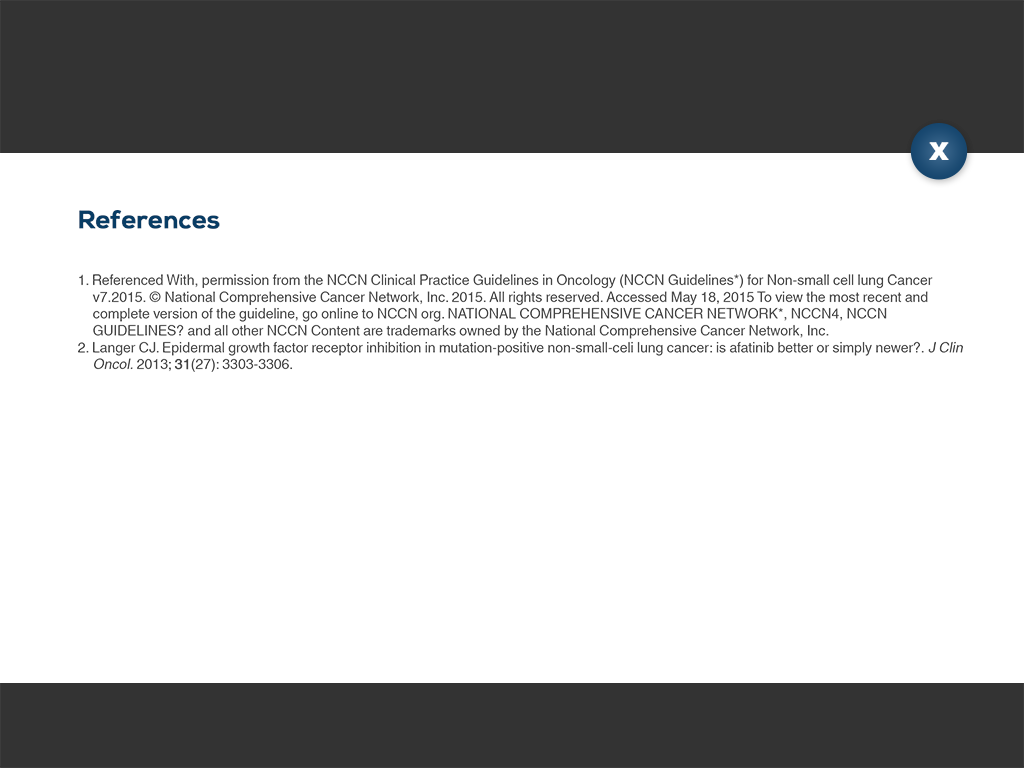 X
References
1. Referenced With, permission from the NCCN Clinical Practice Guidelines in Oncology (NCCN Guidelines*) for Non-small cell lung Cancer
v7.2015. © National Comprehensive Cancer Network, Inc. 2015. All rights reserved. Accessed May 18, 2015 To view the most recent and
complete version of the guideline, go online to NCCN org. NATIONAL COMPREHENSIVE CANCER NETWORK*, NCCN4, NCCN
GUIDELINES? and all other NCCN Content are trademarks owned by the National Comprehensive Cancer Network, Inc.
2. Langer CJ. Epidermal growth factor receptor inhibition in mutation-positive non-small-celi lung cancer: is afatinib better or simply newer?. J Clin
Oncol. 2013; 31(27): 3303-3306.